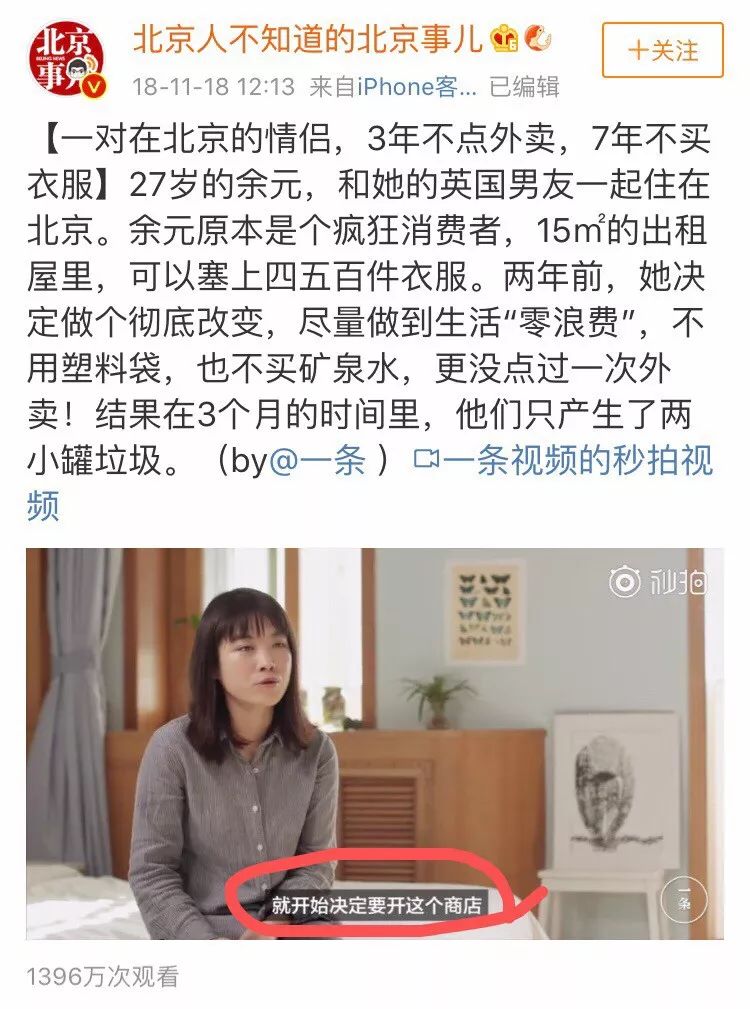 北京
BEIJING NEWS
事儿
V
北京人不知道的北京事儿
6
18-11-18 12:13 来自iPhone客... 已编辑
+关注
【一对在北京的情侣，3年不点外卖，7年不买
衣服】27岁的余元，和她的英国男友一起住在
北京。余元原本是个疯狂消费者，15㎡的出租
屋里，可以塞上四五百件衣服。两年前，她决
定做个彻底改变，尽量做到生活“零浪费”，不
用塑料袋，也不买矿泉水，更没点过一次外
卖！结果在3个月的时间里，他们只产生了两
小罐垃圾。（by@一条 ）一条视频的秒拍视
频
秒拍
就开始决定要开这个商店
一条
1396万次观看